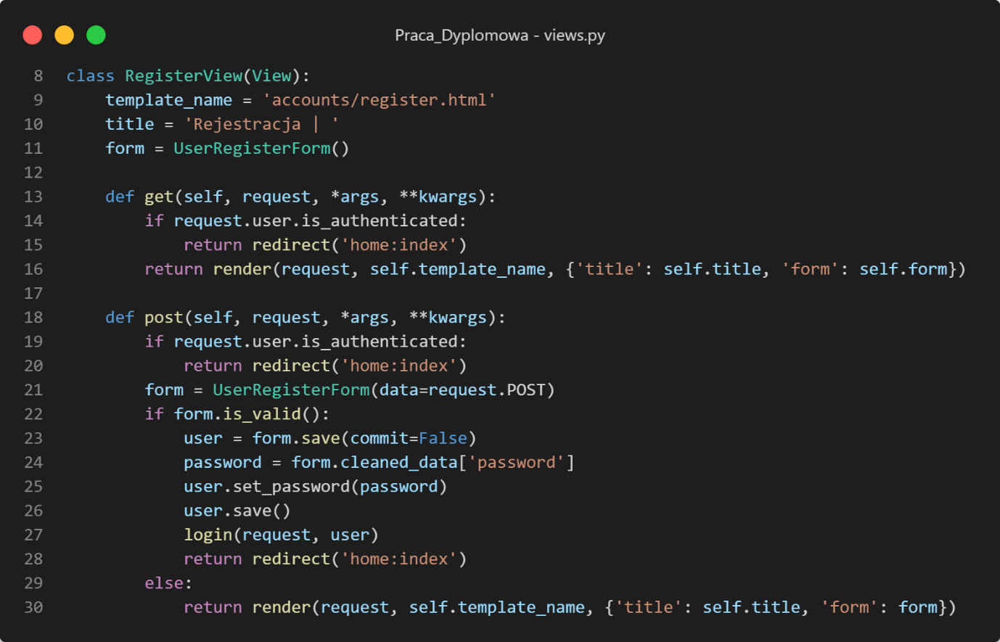 Praca_Dyplomowa - views.py
8 class RegisterView(View):
9     template_name = 'accounts/register.html'
10     title = 'Rejestracja | '
11     form = UserRegisterForm()
12
13     def get(self, request, *args, **kwargs):
14         if request.user.is_authenticated:
15             return redirect('home:index')
16         return render(request, self.template_name, {'title': self.title, 'form': self.form})
17
18     def post(self, request, *args, **kwargs):
19         if request.user.is_authenticated:
20             return redirect('home:index')
21         form = UserRegisterForm(data=request.POST)
22         if form.is_valid():
23             user = form.save(commit=False)
24             password = form.cleaned_data['password']
25             user.set_password(password)
26             user.save()
27             login(request, user)
28             return redirect('home:index')
29         else:
30             return render(request, self.template_name, {'title': self.title, 'form': form})